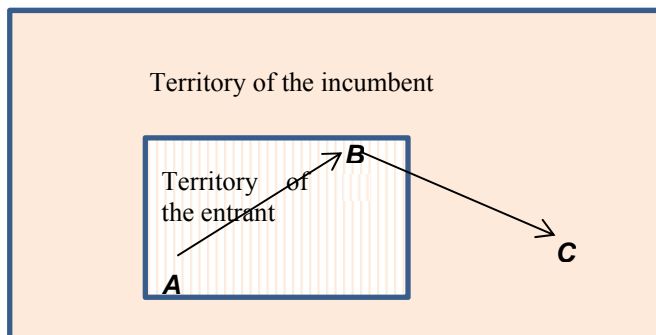 Territory of the incumbent
B
Territory of
the entrant
C
A